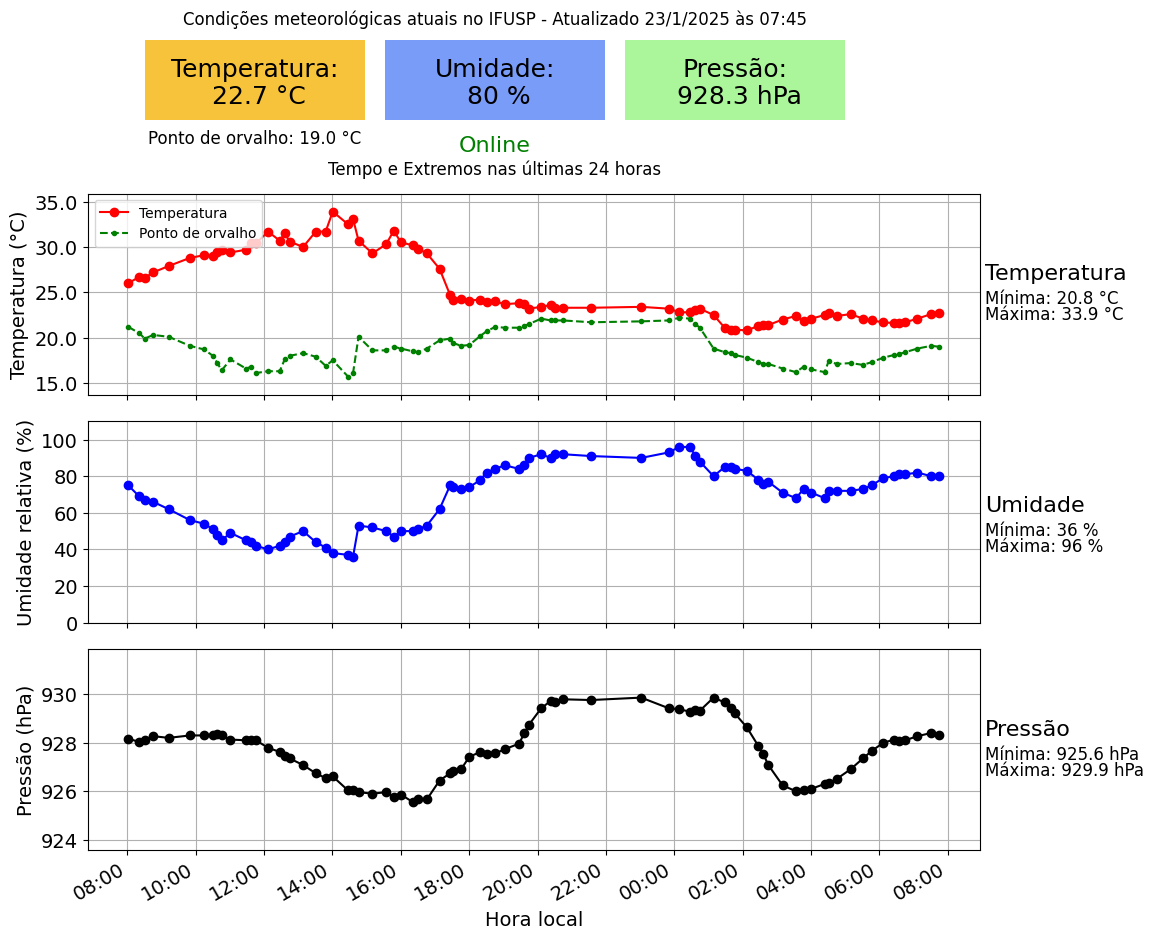 Condições meteorológicas atuais no IFUSP - Atualizado 23/1/2025 às 07:45
Temperatura:
22.7 °C
Umidade:
80 %
Pressão:
928.3 hPa
Ponto de orvalho: 19.0 °C
Online
Tempo e Extremos nas últimas 24 horas
Temperatura (°C)
35.0
30.0
25.0
20.0
15.0
Temperatura
Ponto de orvalho
Temperatura
Mínima: 20.8 °C
Máxima: 33.9 °C
Umidade relativa (%)
100
80
60
40
20
0
Umidade
Mínima: 36 %
Máxima: 96 %
Pressão (hPa)
930
928
926
924
Pressão
Mínima: 925.6 hPa
Máxima: 929.9 hPa
08:00
10:00
12:00
14:00
16:00
18:00
20:00
22:00
00:00
02:00
04:00
06:00
08:00
Hora local